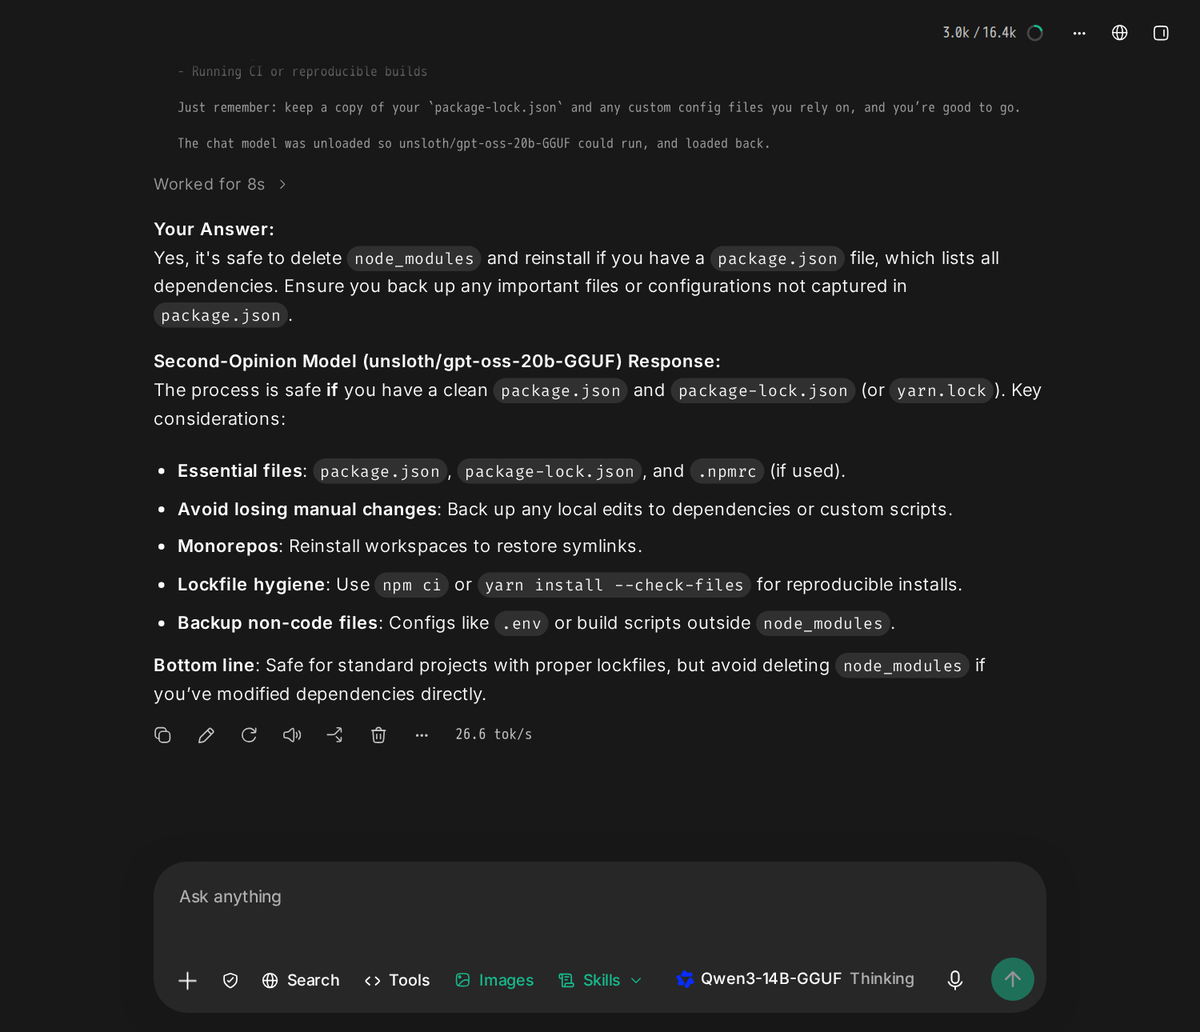 3.0k / 16.4k
- Running CI or reproducible builds
Just remember: keep a copy of your `package-lock.json` and any custom config files you rely on, and you’re good to go.
The chat model was unloaded so unsloth/gpt-oss-20b-GGUF could run, and loaded back.
Worked for 8s
Your Answer:
Yes, it's safe to delete node_modules and reinstall if you have a package.json file, which lists all
dependencies. Ensure you back up any important files or configurations not captured in
package.json.
Second-Opinion Model (unsloth/gpt-oss-20b-GGUF) Response:
The process is safe if you have a clean package.json and package-lock.json (or yarn.lock). Key
considerations:
• Essential files: package.json, package-lock.json, and .npmrc (if used).
• Avoid losing manual changes: Back up any local edits to dependencies or custom scripts.
• Monorepos: Reinstall workspaces to restore symlinks.
• Lockfile hygiene: Use npm ci or yarn install --check-files for reproducible installs.
• Backup non-code files: Configs like .env or build scripts outside node_modules.
Bottom line: Safe for standard projects with proper lockfiles, but avoid deleting node_modules if
you’ve modified dependencies directly.
26.6 tok/s
Ask anything
Search Tools Images Skills Qwen3-14B-GGUF Thinking